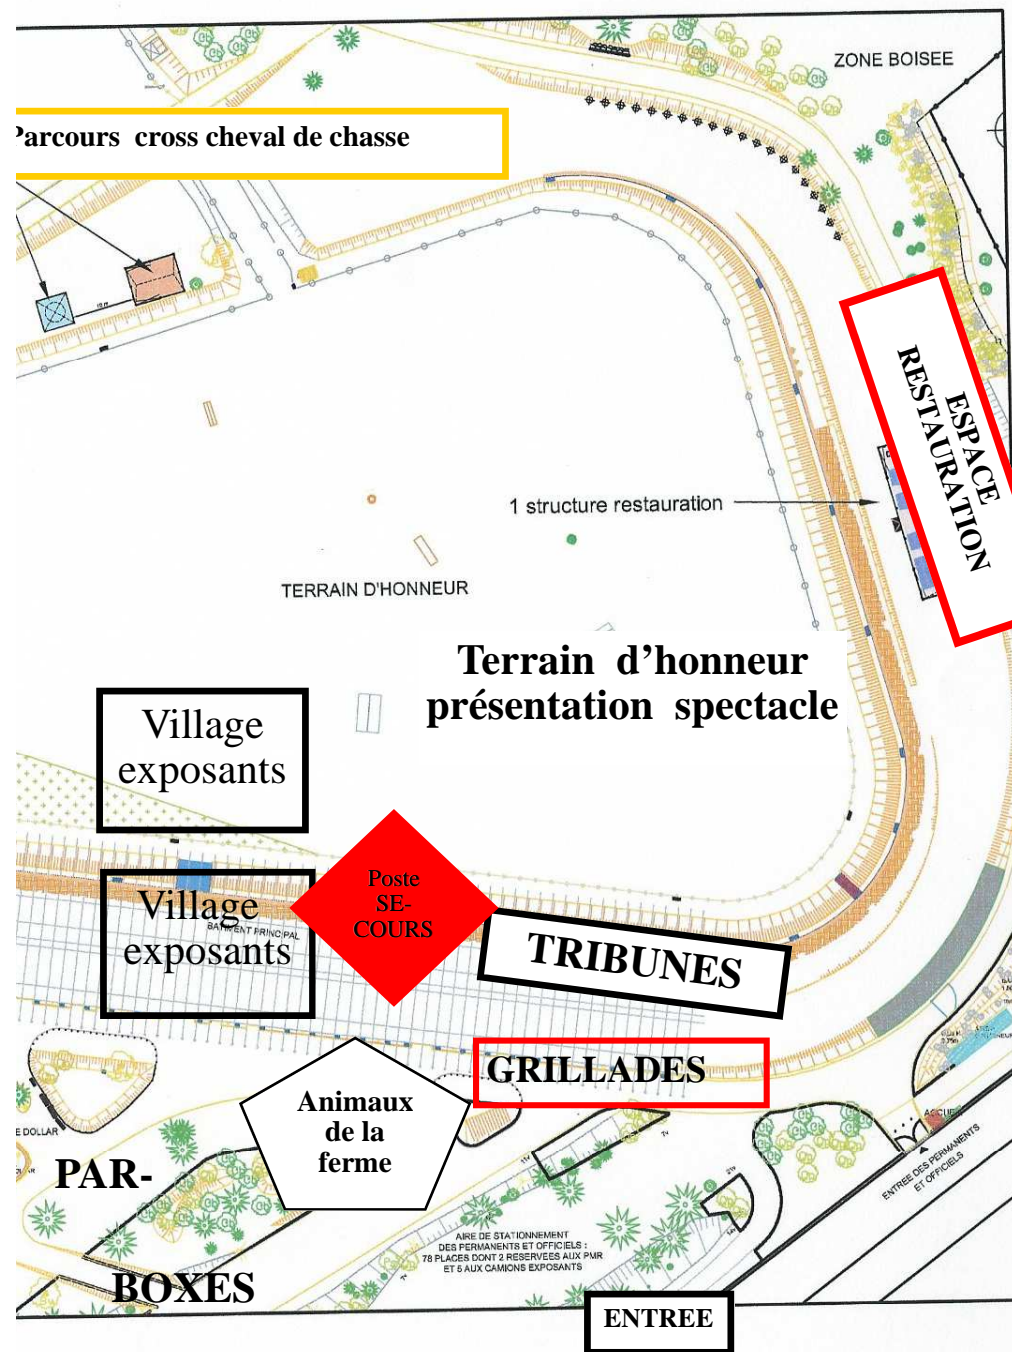 ZONE BOISEE
Parcours cross cheval de chasse
ESPACE
RESTAURATION
1 structure restauration
TERRAIN D'HONNEUR
Terrain d'honneur
présentation spectacle
Village
exposants
Poste
SE-
COURS
Village
exposants
BATIMENT PRINCIPAL
TRIBUNES
GRILLADES
Animaux
de la
ferme
E DOLLAR
PAR-
BOXES
ENTREE DES PERMANENTS
ET OFFICIELS
AIRE DE STATIONNEMENT
DES PERMANENTS ET OFFICIELS :
78 PLACES DONT 2 RESERVEES AUX PMR
ET 5 AUX CAMIONS EXPOSANTS
ENTREE